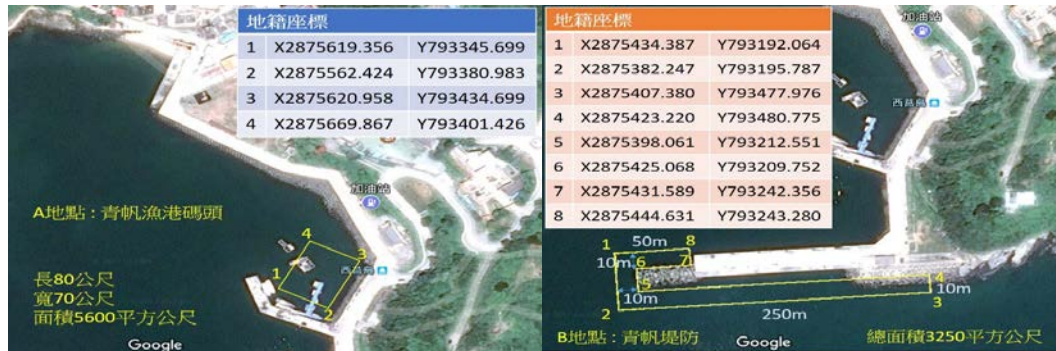 地籍座標
1 X2875619.356 Y793345.699
2 X2875562.424 Y793380.983
3 X2875620.958 Y793434.699
4 X2875669.867 Y793401.426
加油站
A地點：青帆漁港碼頭
4
3
1
西莒島
2
長80公尺
寬70公尺
面積5600平方公尺
Google
地籍座標
1 X2875434.387 Y793192.064
2 X2875382.247 Y793195.787
3 X2875407.380 Y793477.976
4 X2875423.220 Y793480.775
5 X2875398.061 Y793212.551
6 X2875425.068 Y793209.752
7 X2875431.589 Y793242.356
8 X2875444.631 Y793243.280
加油站
西莒島
1 50m 8
10m 6 7
5 4
10m 10m
2 3
250m
B地點：青帆堤防
Google
總面積3250平方公尺